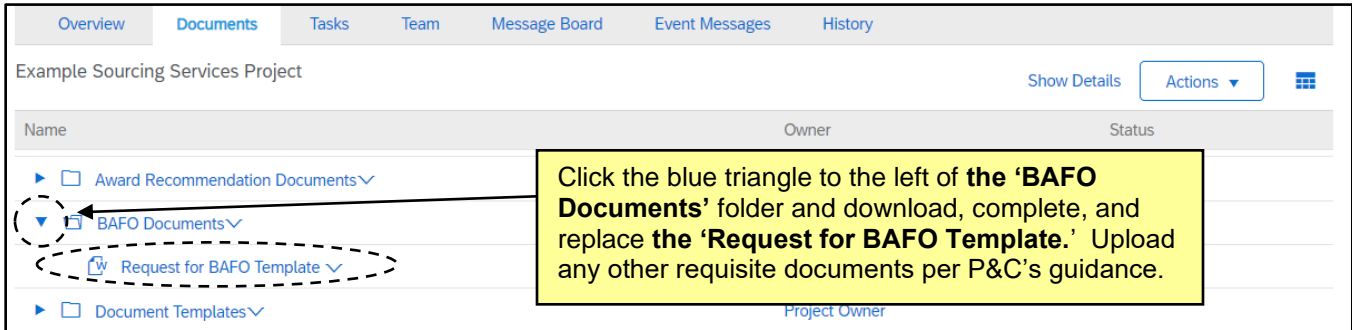 Overview Documents Tasks Team Message Board Event Messages History
Example Sourcing Services Project
Show Details Actions
Name Owner Status
Award Recommendation Documents
Click the blue triangle to the left of the ‘BAFO
Documents’ folder and download, complete, and
replace the ‘Request for BAFO Template.’ Upload
any other requisite documents per P&C’s guidance.
BAFO Documents
W Request for BAFO Template
Document Templates Project Owner